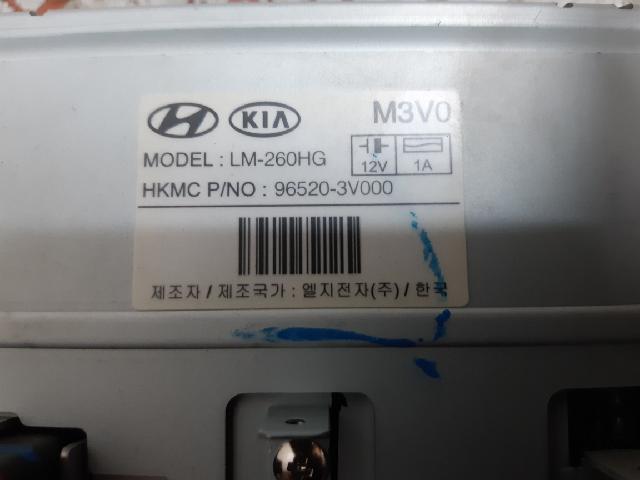 KIA M3V0
MODEL : LM-260HG 12V 1A
HKMC P/NO : 96520-3V000
제조자 / 제조국가 : 엘지전자(주) / 한국